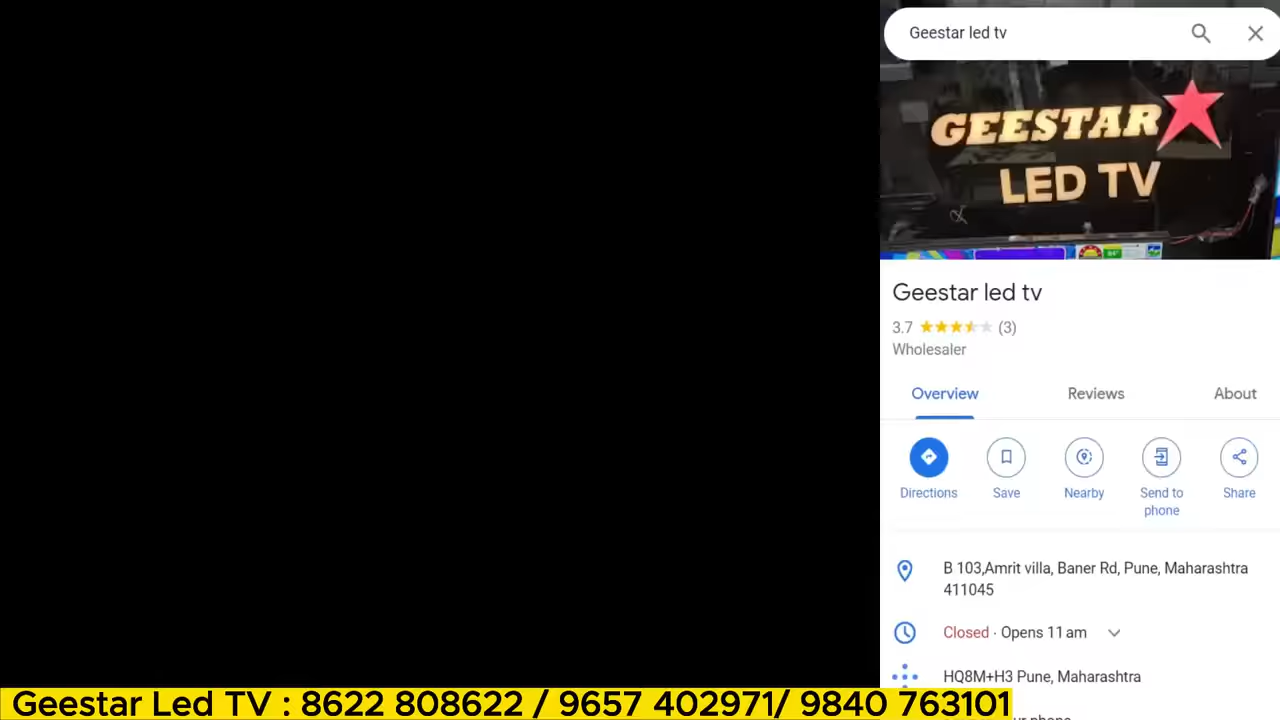 Geestar led tv
GEESTAR
LED TV
Geestar led tv
3.7 (3)
Wholesaler
Overview Reviews About
Directions Save Nearby Send to phone Share
B 103,Amrit villa, Baner Rd, Pune, Maharashtra
411045
Closed · Opens 11 am
HQ8M+H3 Pune, Maharashtra
Geestar Led TV : 8622 808622 / 9657 402971/ 9840 763101